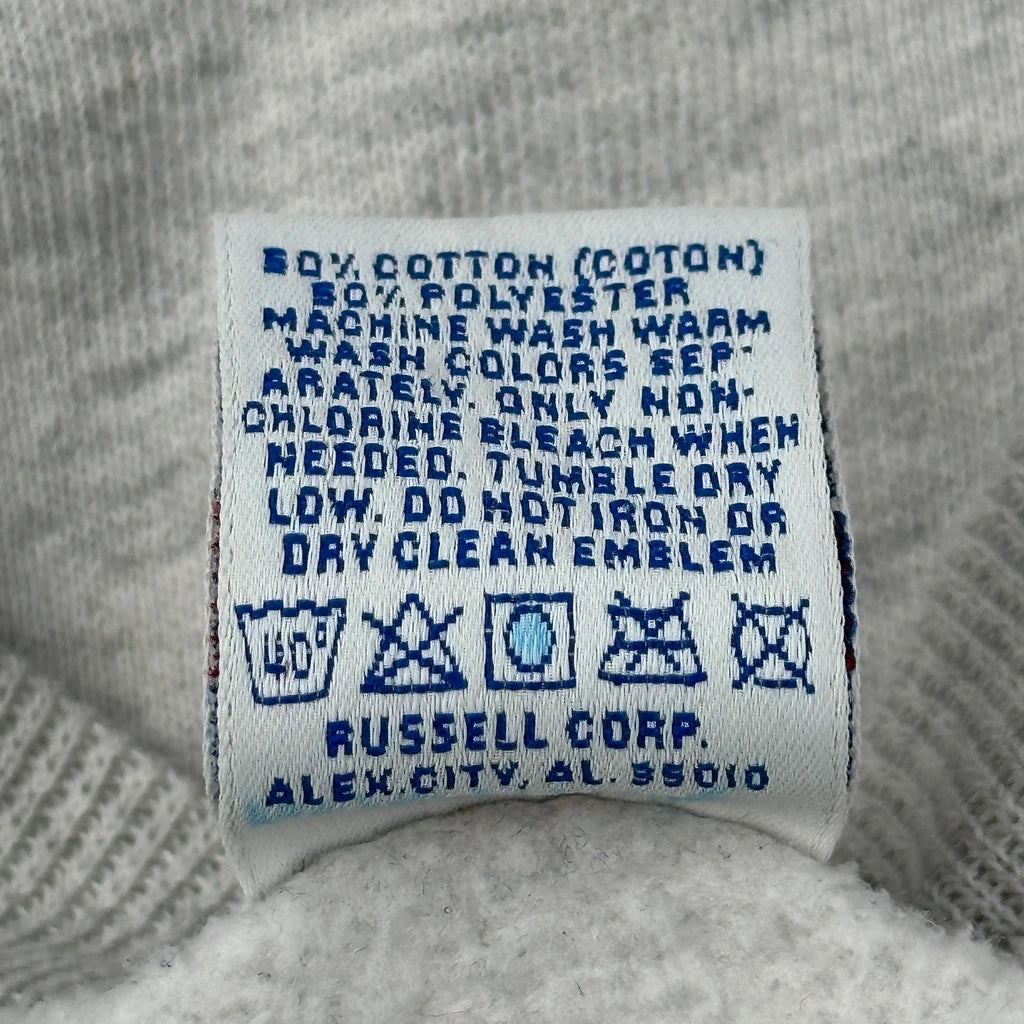 50% COTTON (COTON)
50% POLYESTER
MACHINE WASH WARM
WASH COLORS SEP-
ARATELY. ONLY NON-
CHLORINE BLEACH WHEN
NEEDED. TUMBLE DRY
LOW. DO NOT IRON OR
DRY CLEAN EMBLEM
40°
RUSSELL CORP.
ALEX.CITY, AL. 35010